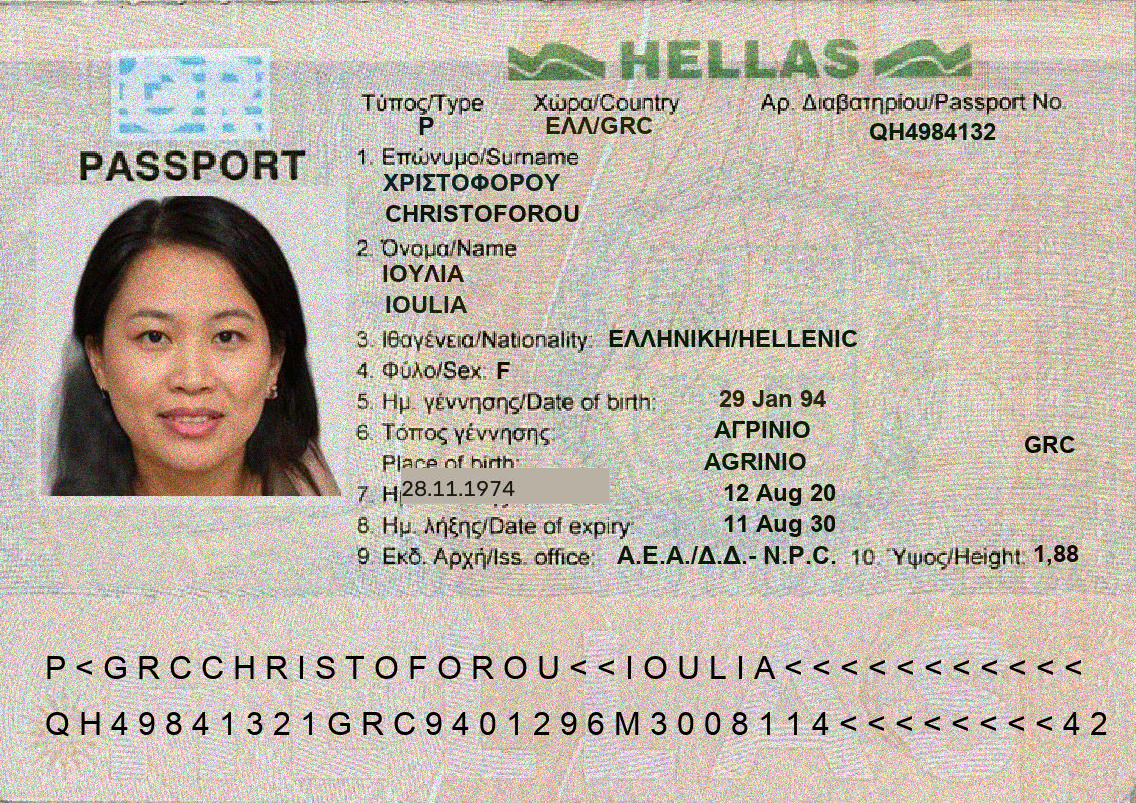 HELLAS
Τύπος/Type Χώρα/Country Αρ. Διαβατηρίου/Passport No.
P ΕΛΛ/GRC QH4984132
PASSPORT
1. Επώνυμο/Surname
ΧΡΙΣΤΟΦΟΡΟΥ
CHRISTOFOROU
2. Όνομα/Name
ΙΟΥΛΙΑ
IOULIA
3. Ιθαγένεια/Nationality: ΕΛΛΗΝΙΚΗ/HELLENIC
4. Φύλο/Sex: F
5. Ημ. γέννησης/Date of birth: 29 Jan 94
6. Τόπος γέννησης: ΑΓΡΙΝΙΟ
Place of birth: AGRINIO GRC
7. 28.11.1974 12 Aug 20
8. Ημ. λήξης/Date of expiry: 11 Aug 30
9 Εκδ. Αρχή/Iss. office: Α.Ε.Α./Δ.Δ.- N.P.C. 10. Ύψος/Height: 1,88
P<GRCCHRISTOFOROU<<IOULIA<<<<<<<<<<<
QH49841321GRC9401296M3008114<<<<<<<<42